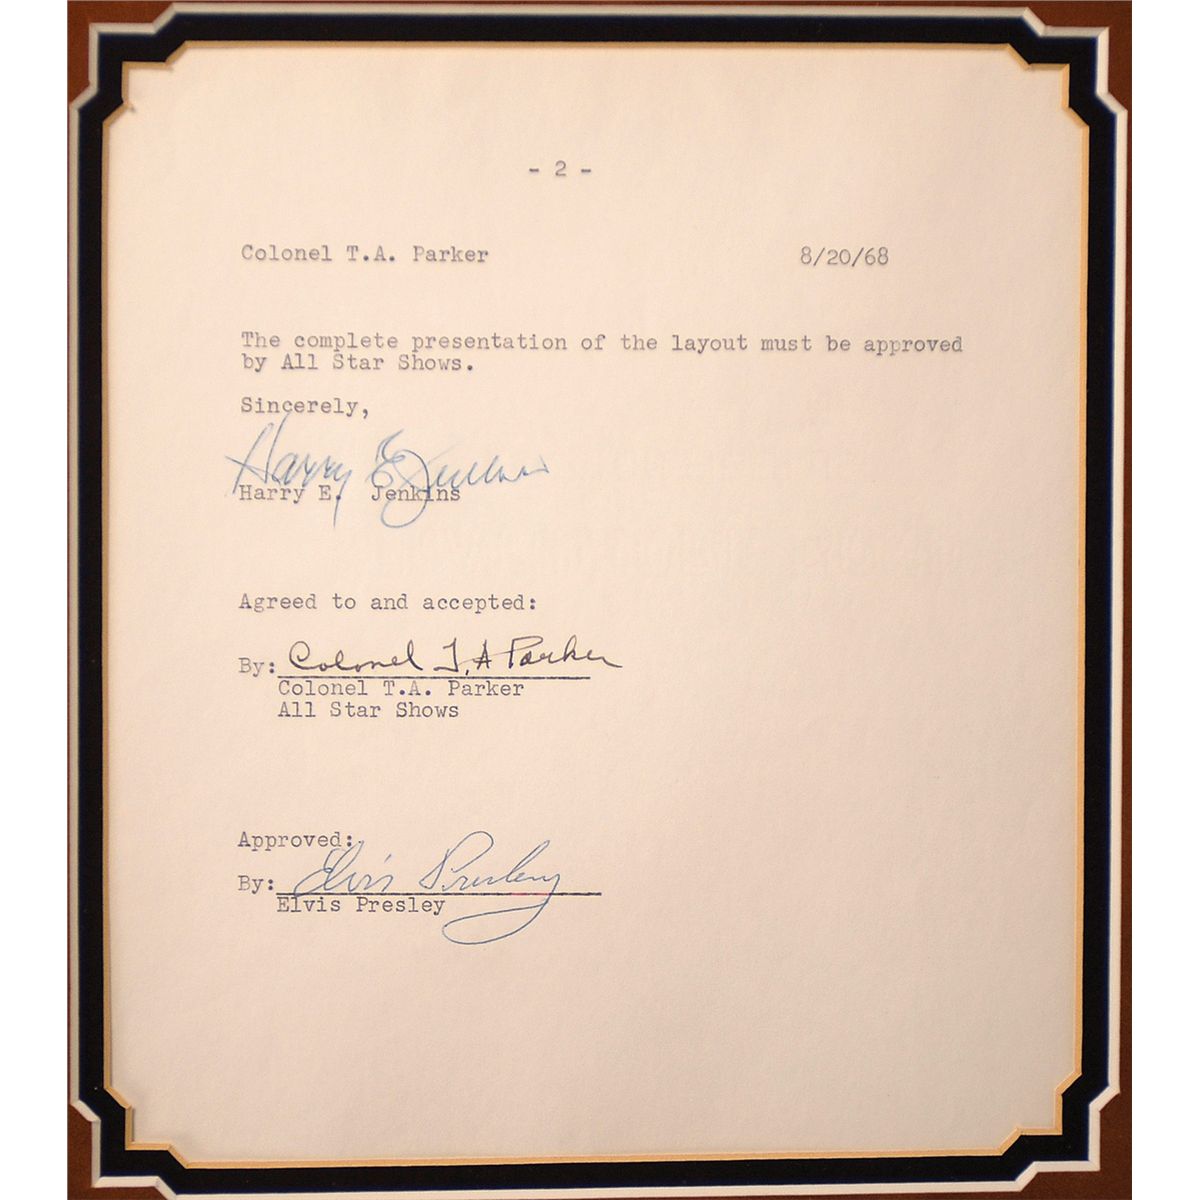 - 2 -
Colonel T.A. Parker 8/20/68
The complete presentation of the layout must be approved
by All Star Shows.
Sincerely,
Harry E Jenkins
Harry E. Jenkins
Agreed to and accepted:
By: Colonel T. A Parker
Colonel T.A. Parker
All Star Shows
Approved:
By: Elvis Presley
Elvis Presley